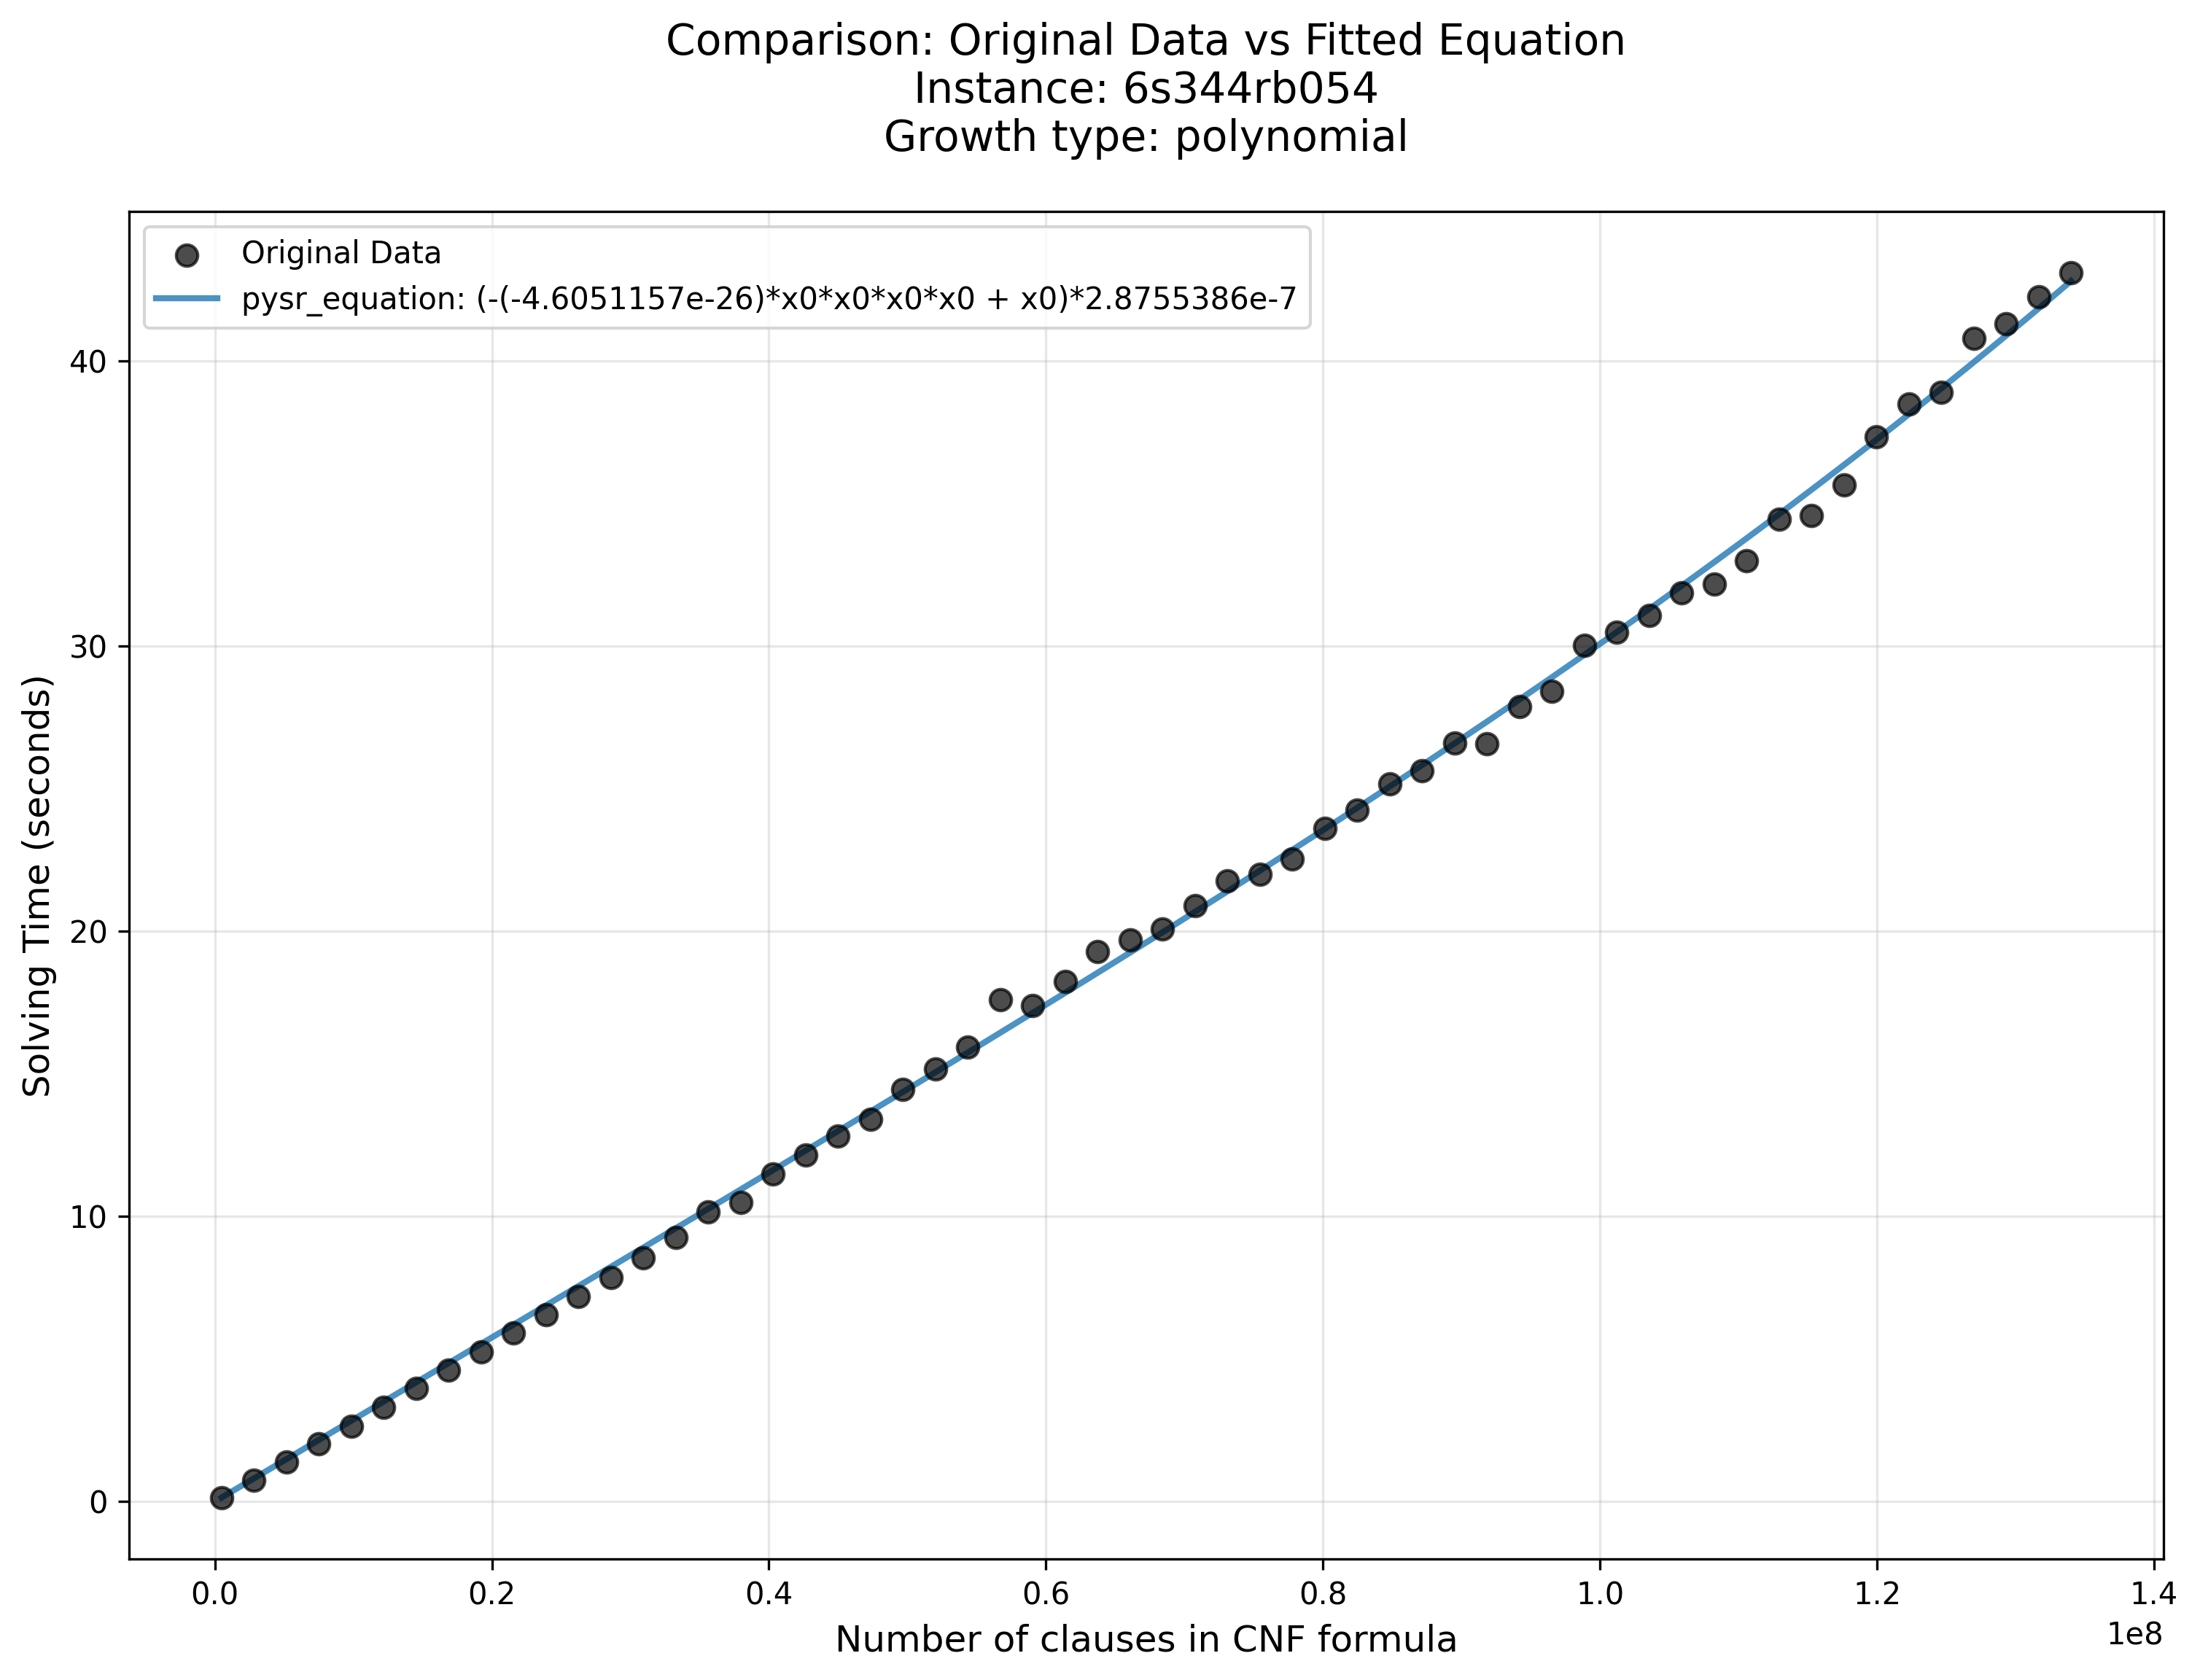 Comparison: Original Data vs Fitted Equation
Instance: 6s344rb054
Growth type: polynomial
Original Data
pysr_equation: (-(-4.6051157e-26)*x0*x0*x0*x0 + x0)*2.8755386e-7
Solving Time (seconds)
40
30
20
10
0
0.0 0.2 0.4 0.6 0.8 1.0 1.2 1.4
1e8
Number of clauses in CNF formula